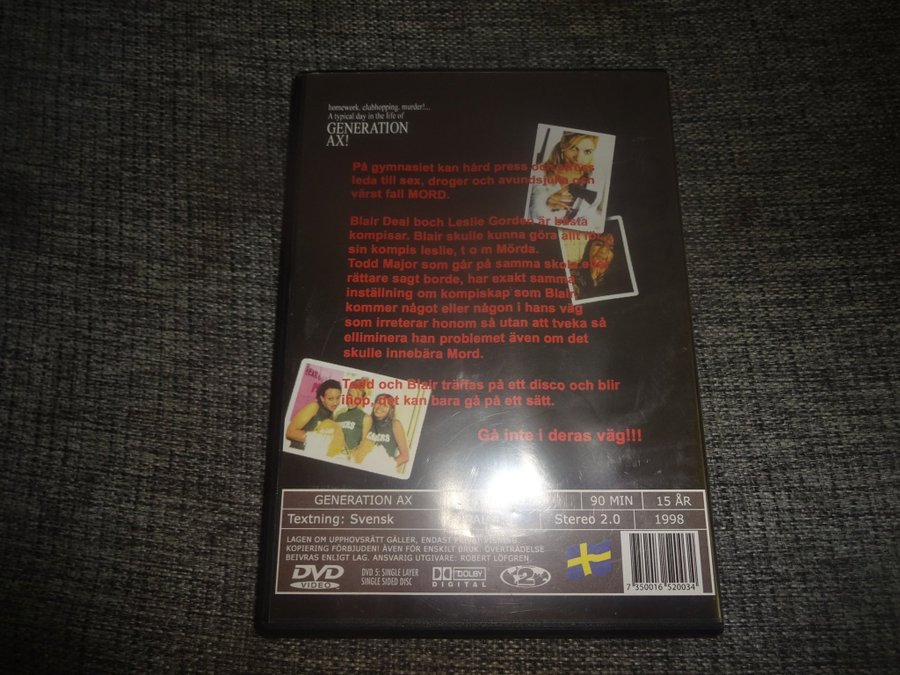 homework, clubhopping, murder!...
A typical day in the life of
GENERATION
AX!
På gymnasiet kan hård press och
leda till sex, droger och avundsjuka och
värst fall MORD.
Blair Deal boch Leslie Gorden är bästa
kompisar. Blair skulle kunna göra allt för
sin kompis leslie, t o m Mörda.
Todd Major som går på samma skola eller
rättare sagt borde, har exakt samma
inställning om kompiskap som Blair
kommer något eller någon i hans väg
som irreterar honom så utan att tveka så
elliminera han problemet även om det
skulle innebära Mord.
Todd och Blair träffas på ett disco och blir
ihop, det kan bara gå på ett sätt.
Gå inte i deras väg!!!
GENERATION AX 90 MIN 15 ÅR
Textning: Svensk Stereo 2.0 1998
LAGEN OM UPPHOVSRÄTT GÄLLER, ENDAST PRIVAT VISNING.
KOPIERING FÖRBJUDEN! ÄVEN FÖR ENSKILT BRUK. ÖVERTRÄDELSE
BEIVRAS ENLIGT LAG. ANSVARIG UTGIVARE: ROBERT LÖFGREN.
DVD
VIDEO
DVD 5: SINGLE LAYER
SINGLE SIDED DISC
DOLBY
DIGITAL
2
7 350016 520034